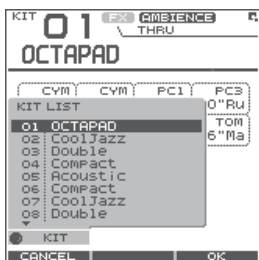 KIT 01 FX AMBIENCE
THRU
OCTAPAD
CYM CYM PC1 PC3
KIT LIST 0"Ru
01 OCTAPAD TOM
02 CoolJazz 6"Ma
03 Double
04 Compact
05 Acoustic
06 Compact
07 CoolJazz
08 Double
KIT
CANCEL OK